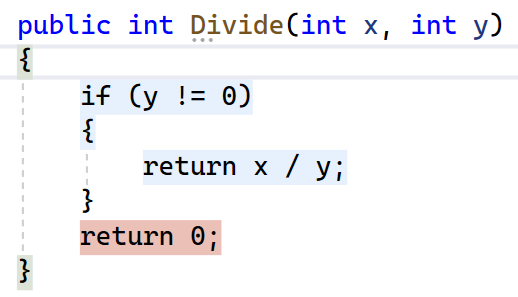 public int Divide(int x, int y)
{
    if (y != 0)
    {
        return x / y;
    }
    return 0;
}